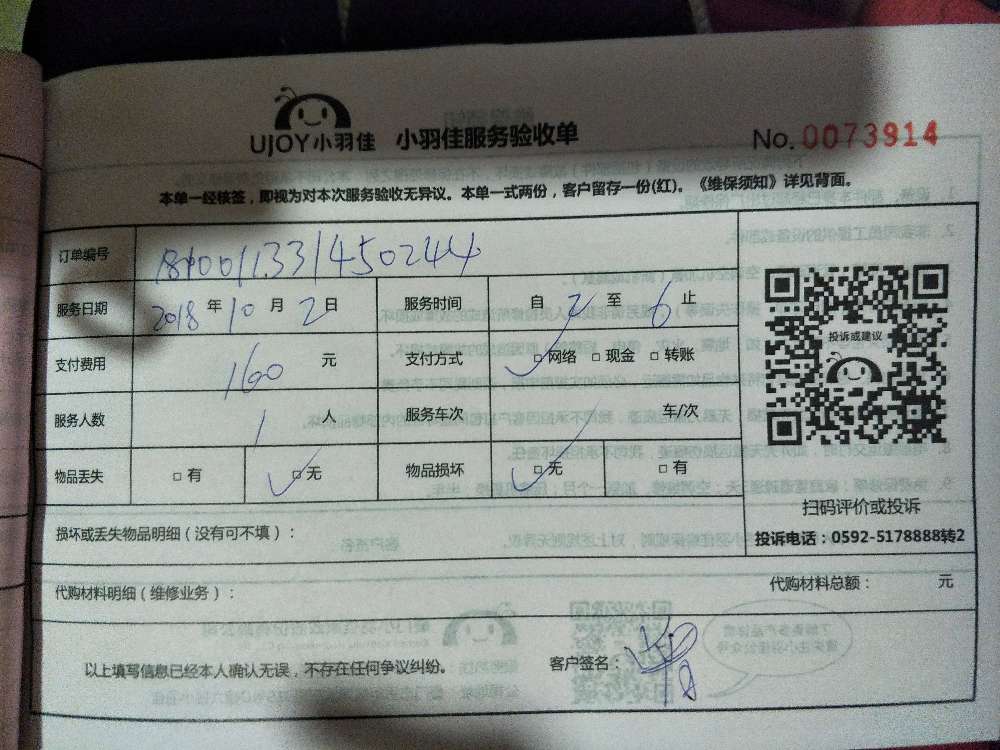 UJOY小羽佳 小羽佳服务验收单 No.0073914
本单一经核签，即视为对本次服务验收无异议。本单一式两份，客户留存一份(红)。《维保须知》详见背面。
订单编号
服务日期 2018 年 10 月 2 日 服务时间 自 2 至 6 止
支付费用 160 元 支付方式 □网络 □现金 □转账
服务人数 1 人 服务车次 车/次
物品丢失 □有 □无 物品损坏 □无 □有
投诉或建议
扫码评价或投诉
投诉电话：0592-5178888转2
损坏或丢失物品明细（没有可不填）：
代购材料明细（维修业务）： 代购材料总额： 元
以上填写信息已经本人确认无误，不存在任何争议纠纷。 客户签名：